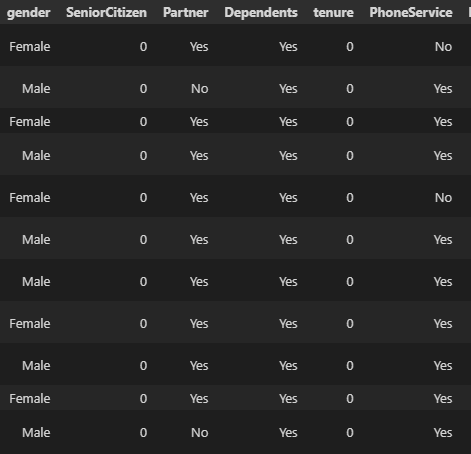 gender SeniorCitizen Partner Dependents tenure PhoneService
Female 0 Yes Yes 0 No
Male 0 No Yes 0 Yes
Female 0 Yes Yes 0 Yes
Male 0 Yes Yes 0 Yes
Female 0 Yes Yes 0 No
Male 0 Yes Yes 0 Yes
Male 0 Yes Yes 0 Yes
Female 0 Yes Yes 0 Yes
Male 0 Yes Yes 0 Yes
Female 0 Yes Yes 0 Yes
Male 0 No Yes 0 Yes